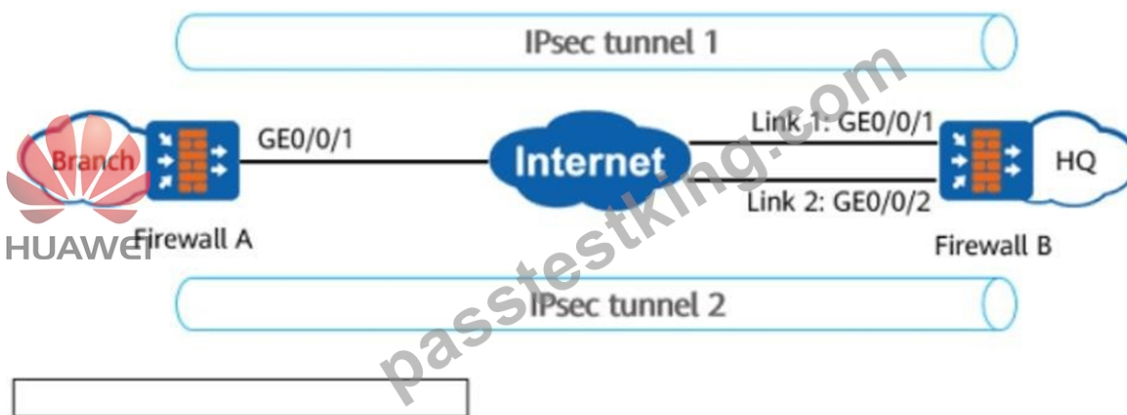 IPsec tunnel 1
Branch
GE0/0/1
Internet
Link 1: GE0/0/1
Link 2: GE0/0/2
HQ
HUAWEI
Firewall A
Firewall B
IPsec tunnel 2
passtestking.com